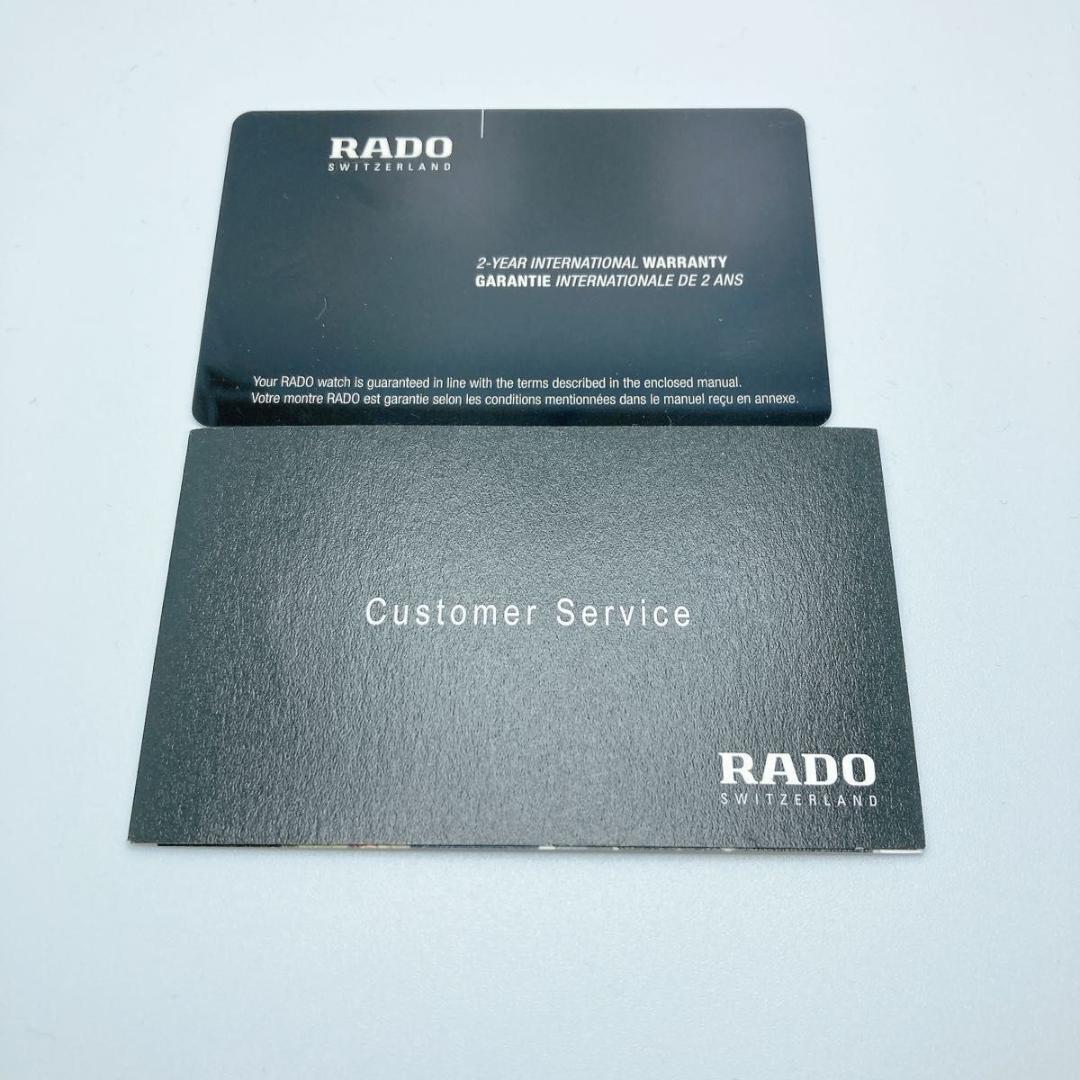 RADO
SWITZERLAND
2-YEAR INTERNATIONAL WARRANTY
GARANTIE INTERNATIONALE DE 2 ANS
Your RADO watch is guaranteed in line with the terms described in the enclosed manual.
Votre montre RADO est garantie selon les conditions mentionnées dans le manuel reçu en annexe.
Customer Service
RADO
SWITZERLAND